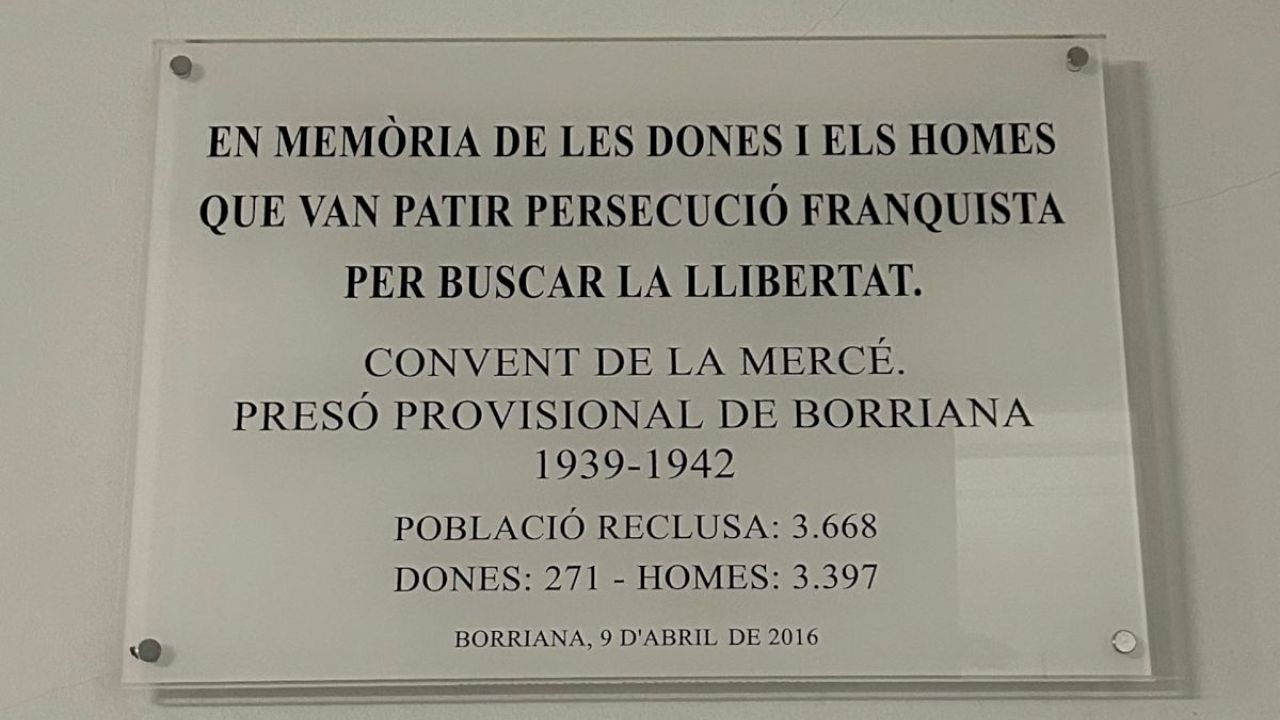 EN MEMÒRIA DE LES DONES I ELS HOMES
QUE VAN PATIR PERSECUCIÓ FRANQUISTA
PER BUSCAR LA LLIBERTAT.
CONVENT DE LA MERCÉ.
PRESÓ PROVISIONAL DE BORRIANA
1939-1942
POBLACIÓ RECLUSA: 3.668
DONES: 271 - HOMES: 3.397
BORRIANA, 9 D'ABRIL DE 2016